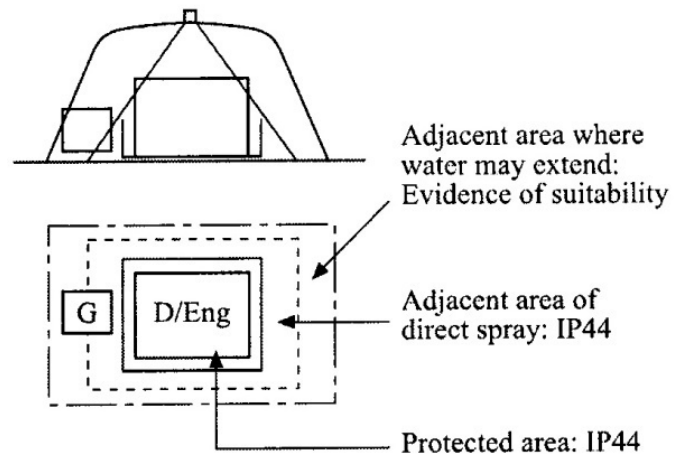 Adjacent area where
water may extend:
Evidence of suitability
G
D/Eng
Adjacent area of
direct spray: IP44
Protected area: IP44